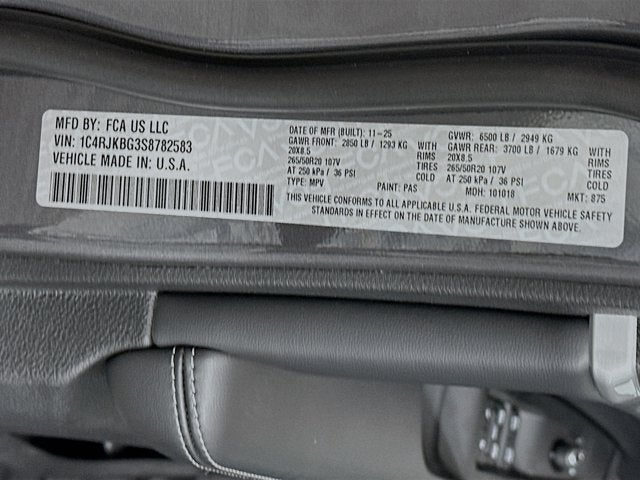 MFD BY: FCA US LLC
VIN: 1C4RJKBG3S8782583
VEHICLE MADE IN U.S.A.
DATE OF MFR (BUILT): 11-25 GVWR: 6500 LB / 2949 KG
GAWR FRONT: 2850 LB / 1293 KG WITH GAWR REAR: 3700 LB / 1679 KG WITH
20X8.5 RIMS 20X8.5 RIMS
265/50R20 107V TIRES 265/50R20 107V TIRES
AT 250 kPa / 36 PSI COLD AT 250 kPa / 36 PSI COLD
TYPE: MPV PAINT: PAS MDH: 101018 MKT: 875
THIS VEHICLE CONFORMS TO ALL APPLICABLE U.S.A. FEDERAL MOTOR VEHICLE SAFETY
STANDARDS IN EFFECT ON THE DATE OF MANUFACTURE SHOWN ABOVE.